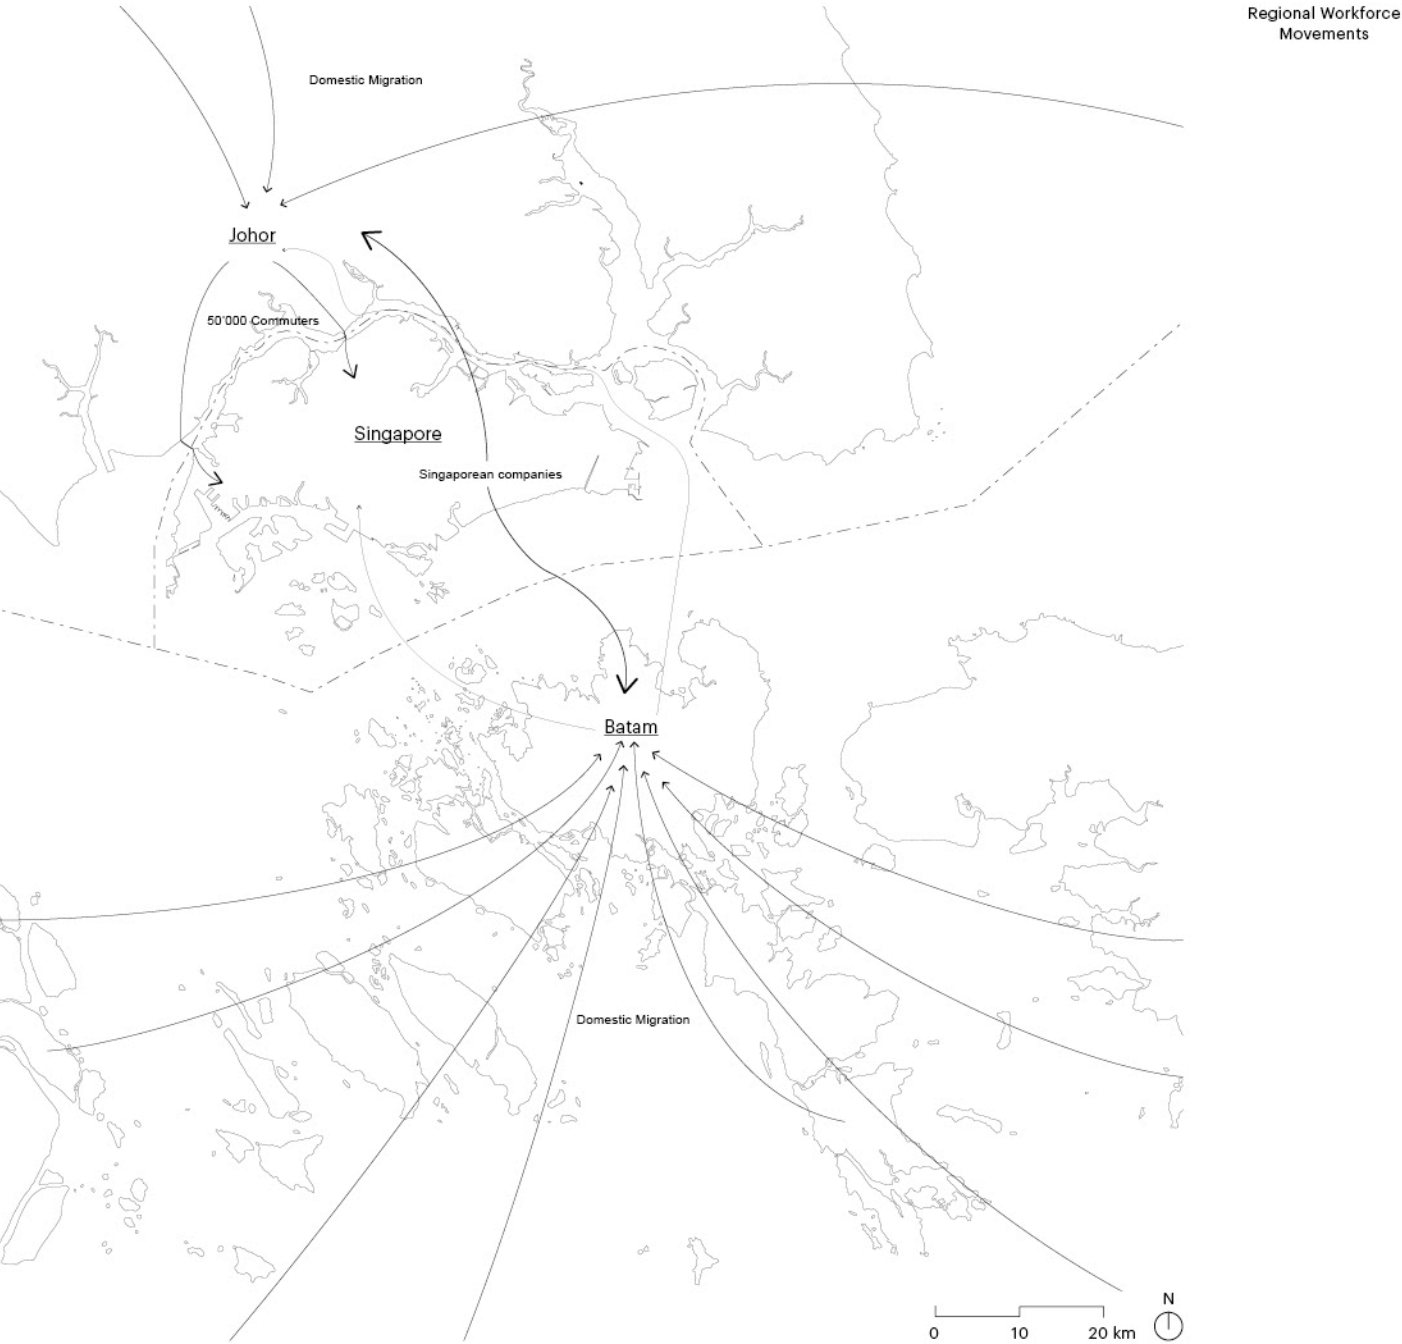 Regional Workforce
Movements
Domestic Migration
Johor
50'000 Commuters
Singapore
Singaporean companies
Batam
Domestic Migration
N
0 10 20 km